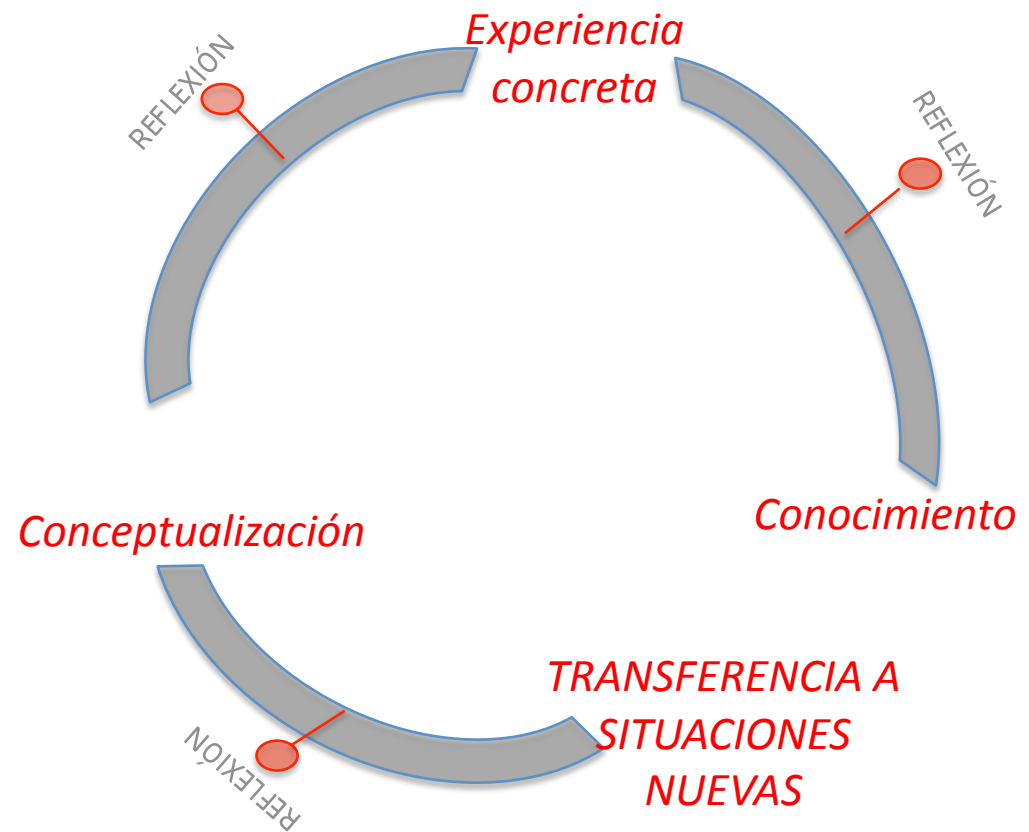 Experiencia
concreta
REFLEXIÓN
REFLEXIÓN
Conocimiento
Conceptualización
TRANSFERENCIA A
SITUACIONES
NUEVAS
REFLEXIÓN